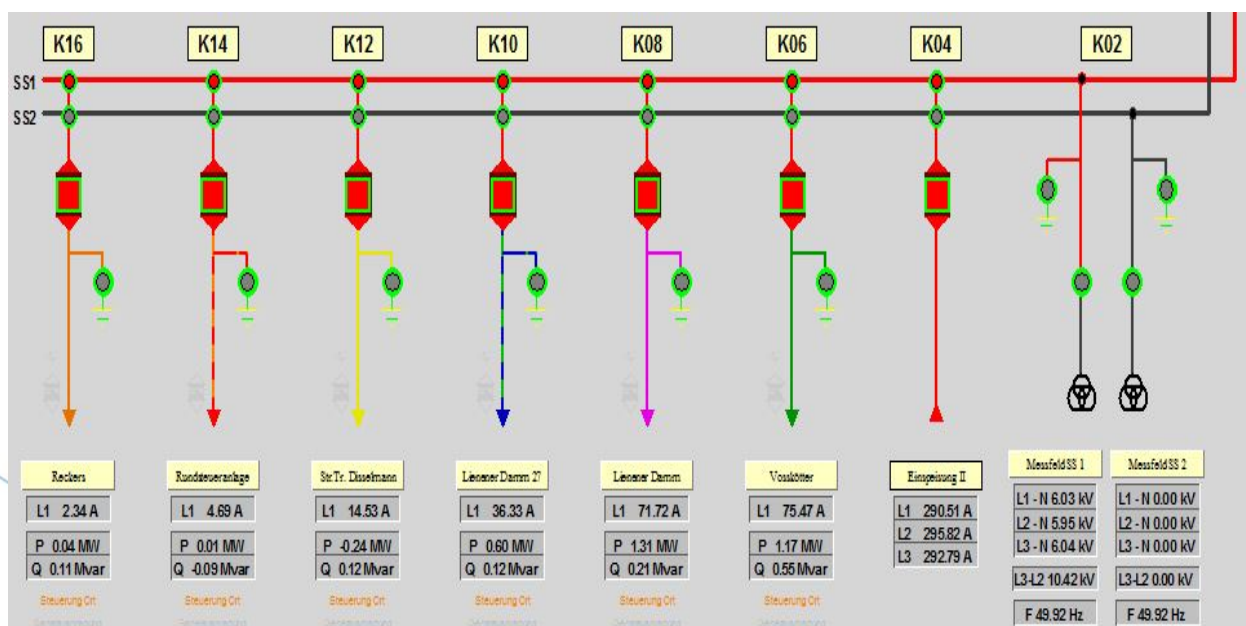 K16 K14 K12 K10 K08 K06 K04 K02
SS1
SS2
Reckers Rundsteueranlage Str.Tr. Disselmann Lienener Damm 27 Lienener Damm Vosskötter Einspeisung II Messfeld SS 1 Messfeld SS 2
L1 2.34 A L1 4.69 A L1 14.53 A L1 36.33 A L1 71.72 A L1 75.47 A L1 290.51 A L1 - N 6.03 kV L1 - N 0.00 kV
L2 295.82 A L2 - N 5.95 kV L2 - N 0.00 kV
P 0.04 MW P 0.01 MW P -0.24 MW P 0.60 MW P 1.31 MW P 1.17 MW L3 292.79 A L3 - N 6.04 kV L3 - N 0.00 kV
Q 0.11 Mvar Q -0.09 Mvar Q 0.12 Mvar Q 0.12 Mvar Q 0.21 Mvar Q 0.55 Mvar L3-L2 10.42 kV L3-L2 0.00 kV
Steuerung Ort Steuerung Ort Steuerung Ort Steuerung Ort Steuerung Ort Steuerung Ort F 49.92 Hz F 49.92 Hz